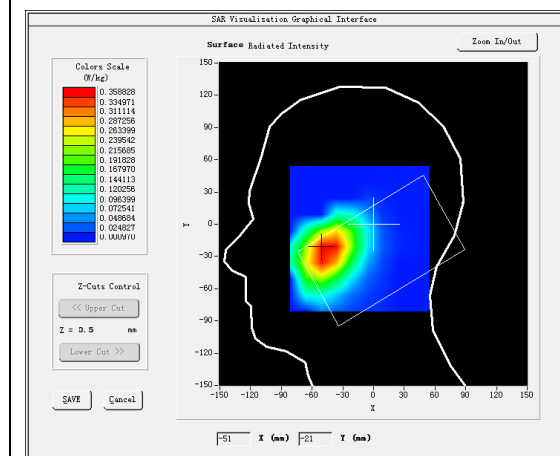 SAR Visualisation Graphical Interface
Surface Radiated Intensity
Zoom In/Out
Colors Scale
(W/kg)
0.358828
0.334971
0.311114
0.287256
0.263399
0.239542
0.215685
0.191828
0.167970
0.144113
0.120256
0.096399
0.072541
0.048684
0.024827
0.000970
Z-Cuts Control
<< Upper Cut
Z = 0.5 mm
Lower Cut >>
SAVE
Cancel
150
120
90
60
30
0
-30
-60
-90
-120
-150
Y
-150 -120 -90 -60 -30 0 30 60 90 120 150
X
-51 X (mm) -21 Y (mm)